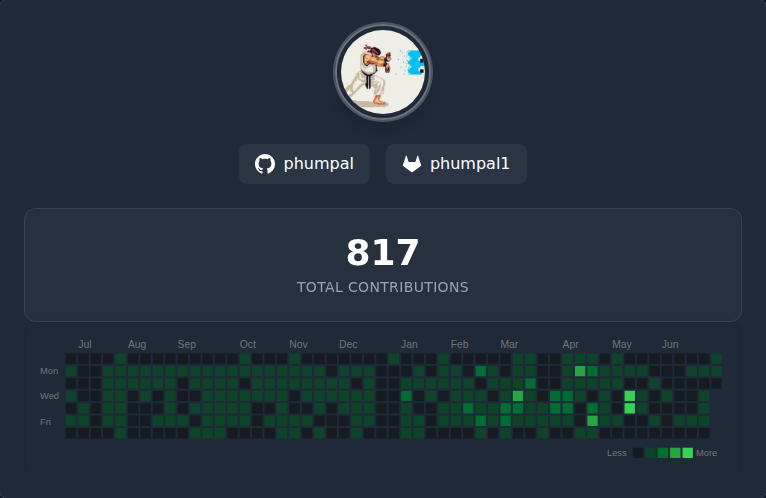 phumpal phumpal1
817
TOTAL CONTRIBUTIONS
Jul Aug Sep Oct Nov Dec Jan Feb Mar Apr May Jun
Mon
Wed
Fri
Less More